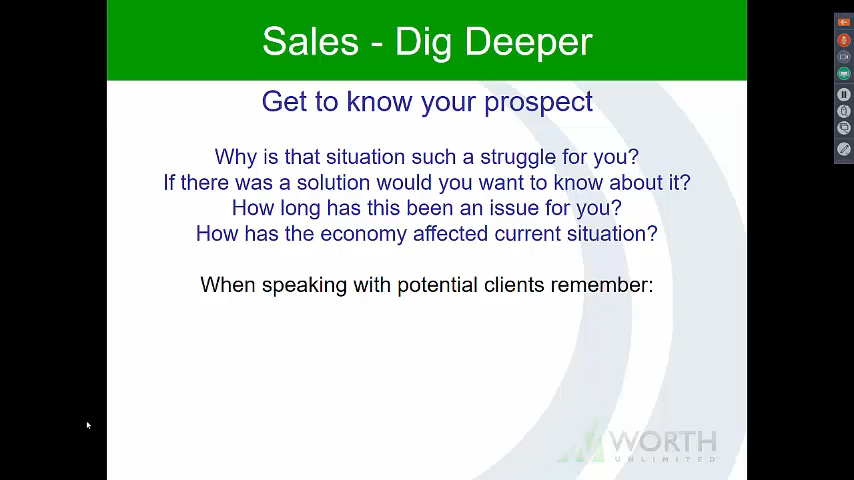 Sales - Dig Deeper
Get to know your prospect
Why is that situation such a struggle for you?
If there was a solution would you want to know about it?
How long has this been an issue for you?
How has the economy affected current situation?
When speaking with potential clients remember:
WORTH
UNLIMITED